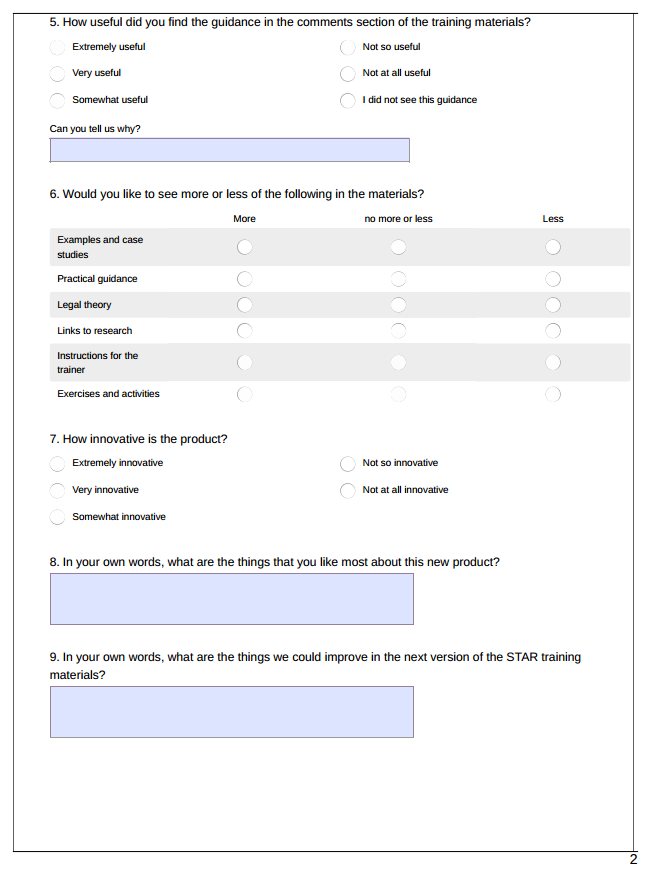 5. How useful did you find the guidance in the comments section of the training materials?
Extremely useful
Not so useful
Very useful
Not at all useful
Somewhat useful
I did not see this guidance
Can you tell us why?
6. Would you like to see more or less of the following in the materials?
More no more or less Less
Examples and case
studies
Practical guidance
Legal theory
Links to research
Instructions for the
trainer
Exercises and activities
7. How innovative is the product?
Extremely innovative
Not so innovative
Very innovative
Not at all innovative
Somewhat innovative
8. In your own words, what are the things that you like most about this new product?
9. In your own words, what are the things we could improve in the next version of the STAR training
materials?
2